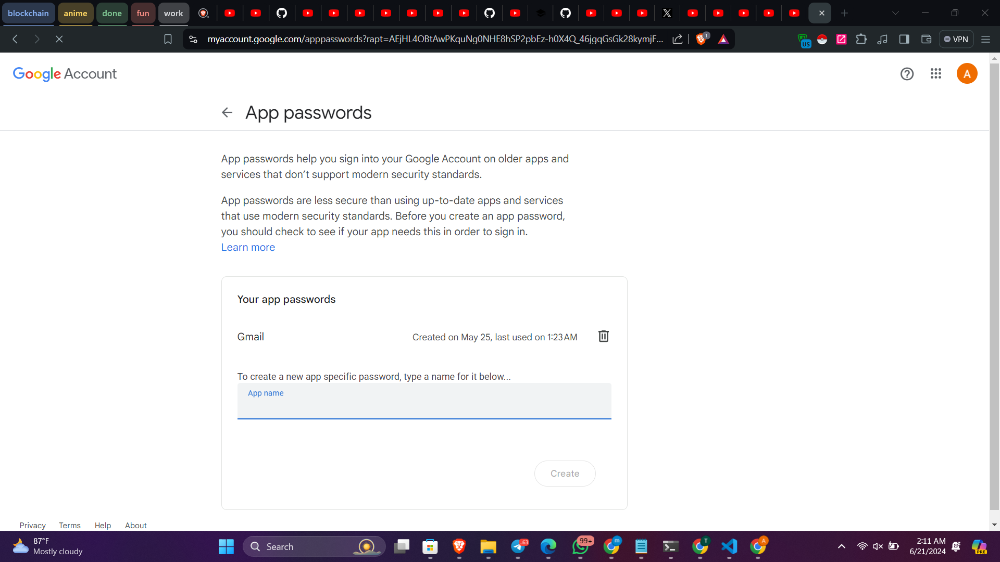 blockchain anime done fun work
myaccount.google.com/apppasswords?rapt=AEjHL4OBtAwPKquNg0NHE8hSP2pbEz-h0X4Q_46jgqGsGk28kymjF... 1 US VPN
Google Account
A
App passwords
App passwords help you sign into your Google Account on older apps and
services that don’t support modern security standards.
App passwords are less secure than using up-to-date apps and services
that use modern security standards. Before you create an app password,
you should check to see if your app needs this in order to sign in.
Learn more
Your app passwords
Gmail Created on May 25, last used on 1:23 AM
To create a new app specific password, type a name for it below...
App name
Create
Privacy Terms Help About
87°F
Mostly cloudy
Search
63
99+
m
T
A
2:11 AM
6/21/2024
PRE